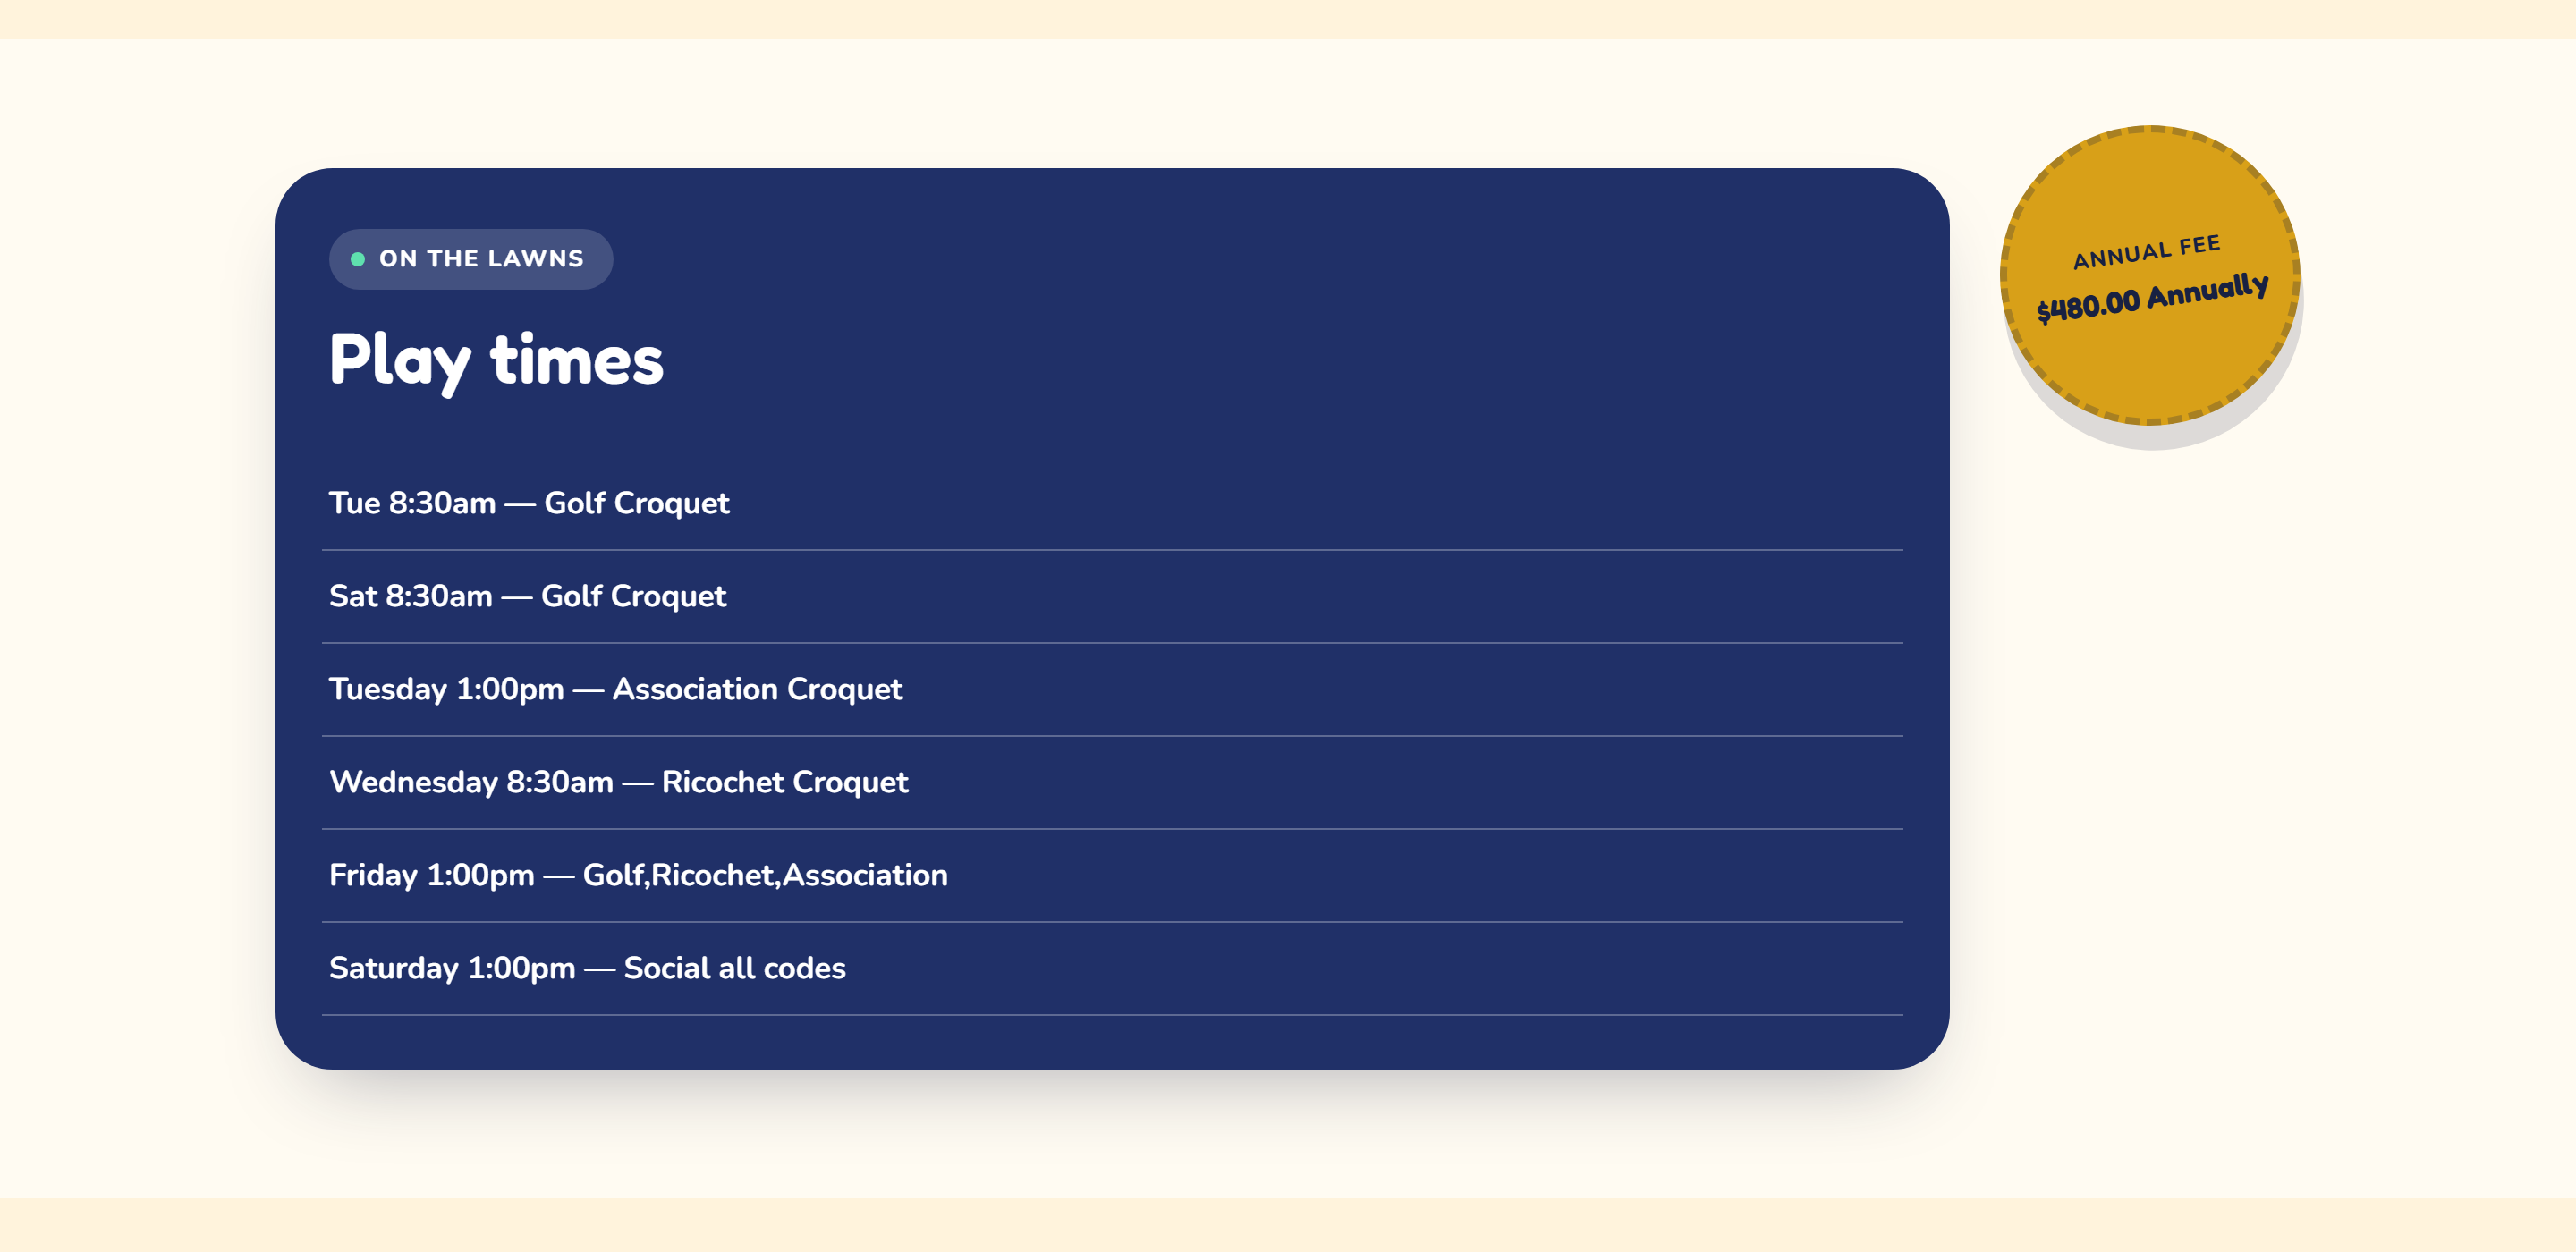 ON THE LAWNS
Play times
Tue 8:30am — Golf Croquet
Sat 8:30am — Golf Croquet
Tuesday 1:00pm — Association Croquet
Wednesday 8:30am — Ricochet Croquet
Friday 1:00pm — Golf,Ricochet,Association
Saturday 1:00pm — Social all codes
ANNUAL FEE
$480.00 Annually